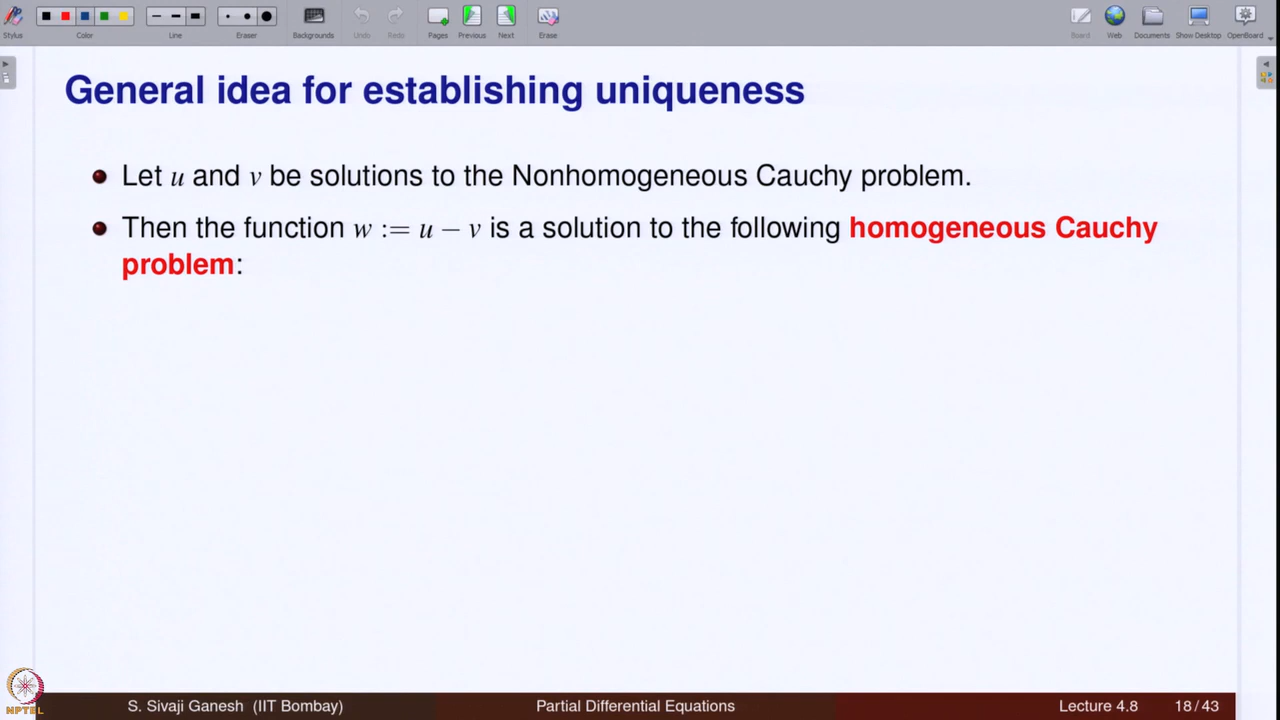 Stylus Color Line Eraser Backgrounds Undo Redo Pages Previous Next Erase Board Web Documents Show Desktop OpenBoard
General idea for establishing uniqueness
Let u and v be solutions to the Nonhomogeneous Cauchy problem.
Then the function w := u − v is a solution to the following homogeneous Cauchy
problem:
NPTEL
S. Sivaji Ganesh (IIT Bombay) Partial Differential Equations Lecture 4.8 18/43